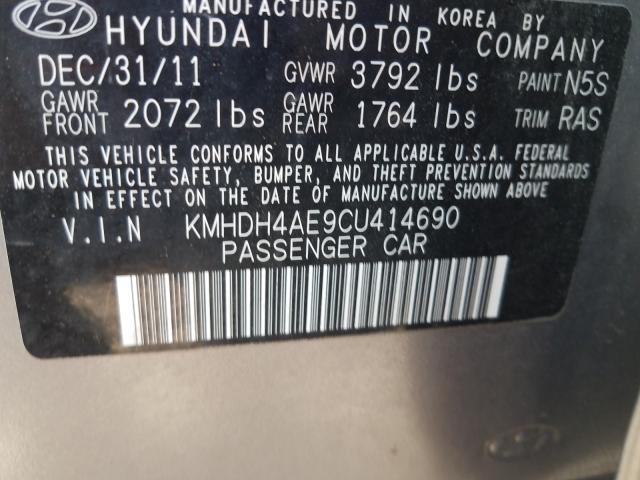 MANUFACTURED IN KOREA BY
HYUNDAI MOTOR COMPANY
DEC/31/11 GVWR 3792 lbs PAINT N5S
GAWR FRONT 2072 lbs GAWR REAR 1764 lbs TRIM RAS
THIS VEHICLE CONFORMS TO ALL APPLICABLE U.S.A. FEDERAL
MOTOR VEHICLE SAFETY, BUMPER, AND THEFT PREVENTION STANDARDS
IN EFFECT ON THE DATE OF MANUFACTURE SHOWN ABOVE
V.I.N KMHDH4AE9CU414690
PASSENGER CAR